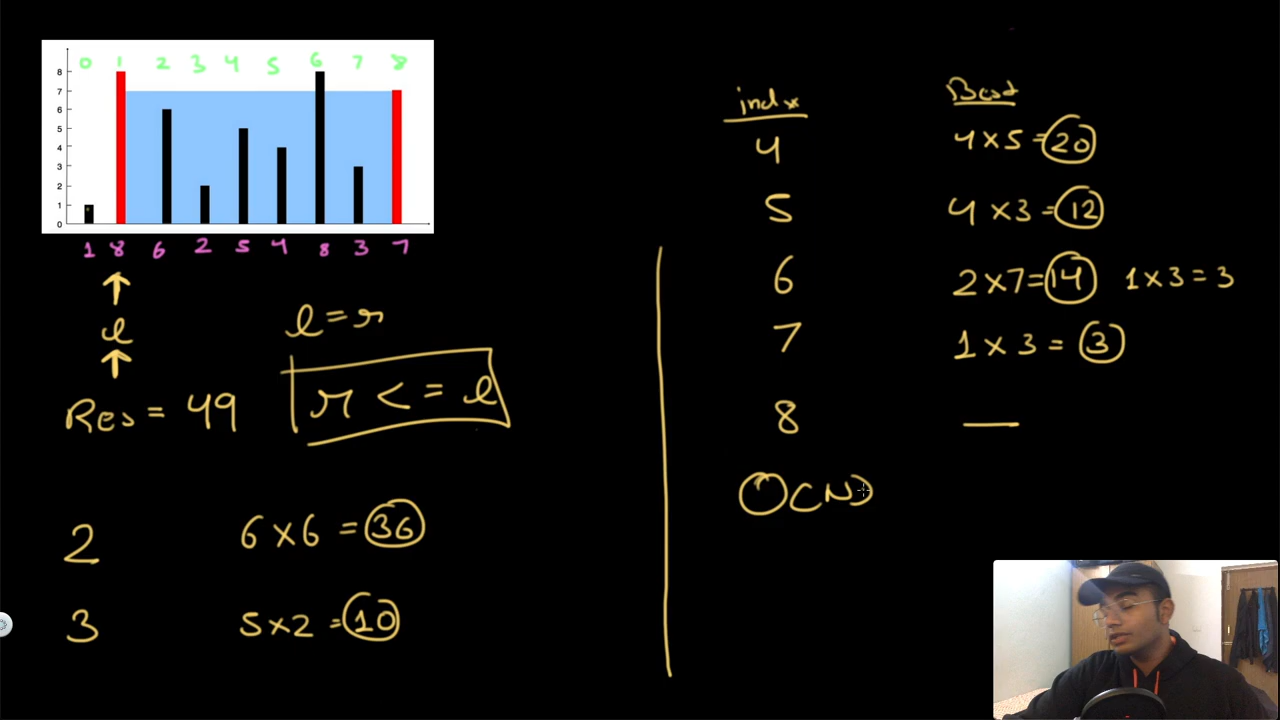 0 1 2 3 4 5 6 7 8
8
7
6
5
4
3
2
1
0
1 8 6 2 5 4 8 3 7
l
l = r
Res = 49
r < = l
2 6 x 6 = 36
3 5 x 2 = 10
index Best
4 4 x 5 = 20
5 4 x 3 = 12
6 2 x 7 = 14 1 x 3 = 3
7 1 x 3 = 3
8 —
O(N)